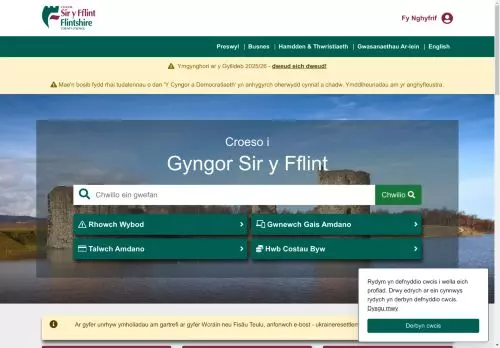 Sir y Fflint
Flintshire
COUNTY COUNCIL
Fy Nghyfrif
Preswyl | Busnes | Hamdden & Thwristiaeth | Gwasanaethau Ar-lein | English
Ymgynghori ar y Gyllideb 2025/26 - dweud eich dweud!
Mae'n bosib fydd rhai tudalennau o dan 'Y Cyngor a Democratiaeth' yn anhygyrch oherwydd cynnal a chadw. Ymddiheuriadau am yr anghyfleustra.
Croeso i
Gyngor Sir y Fflint
Chwilio ein gwefan
Chwilio
Rhowch Wybod
Gwnewch Gais Amdano
Talwch Amdano
Hwb Costau Byw
Rydym yn defnyddio cwcis i wella eich
profiad. Drwy edrych ar ein cynnwys
rydych yn derbyn defnyddio cwcis.
Dysgu mwy
Derbyn cwcis
Ar gyfer unrhyw ymholiadau am gartrefi ar gyfer Wcráin neu Fisâu Teulu, anfonwch e-bost - ukraineresettlem